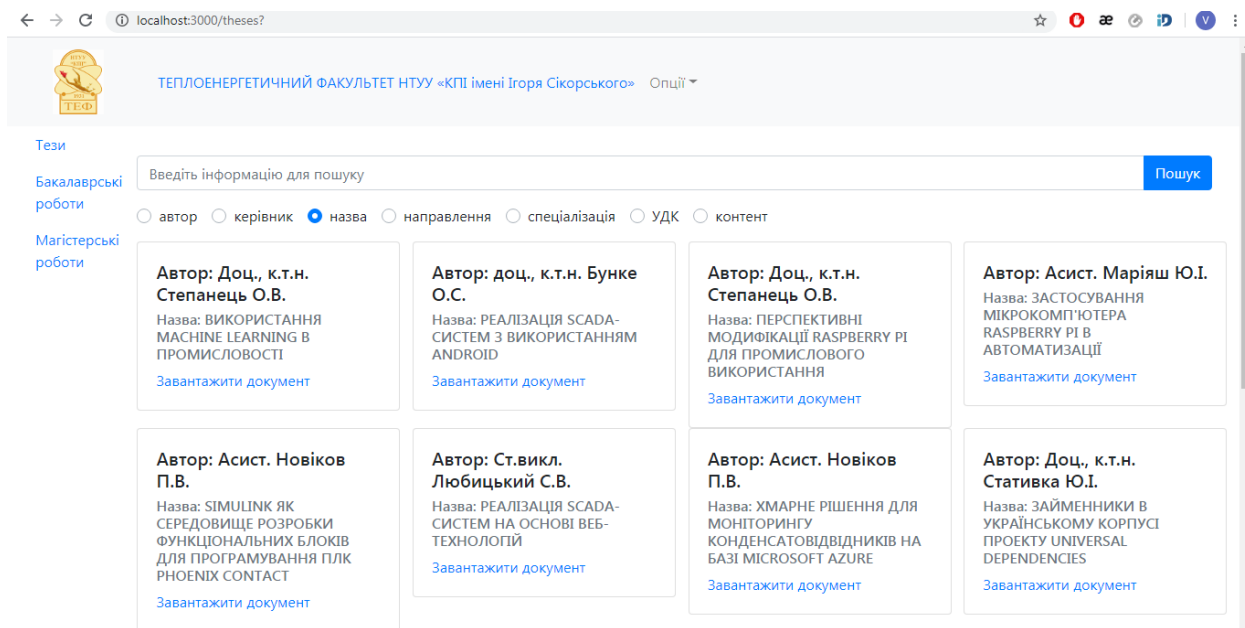 localhost:3000/theses?
V
НТУУ
"КПІ"
ТЕФ
ТЕПЛОЕНЕРГЕТИЧНИЙ ФАКУЛЬТЕТ НТУУ «КПІ імені Ігоря Сікорського» Опції
Тези
Бакалаврські
роботи
Магістерські
роботи
Введіть інформацію для пошуку
Пошук
автор керівник назва направлення спеціалізація УДК контент
Автор: Доц., к.т.н.
Степанець О.В.
Назва: ВИКОРИСТАННЯ
MACHINE LEARNING В
ПРОМИСЛОВОСТІ
Завантажити документ
Автор: доц., к.т.н. Бунке
О.С.
Назва: РЕАЛІЗАЦІЯ SCADA-
СИСТЕМ З ВИКОРИСТАННЯМ
ANDROID
Завантажити документ
Автор: Доц., к.т.н.
Степанець О.В.
Назва: ПЕРСПЕКТИВНІ
МОДИФІКАЦІЇ RASPBERRY PI
ДЛЯ ПРОМИСЛОВОГО
ВИКОРИСТАННЯ
Завантажити документ
Автор: Асист. Маріяш Ю.І.
Назва: ЗАСТОСУВАННЯ
МІКРОКОМП'ЮТЕРА
RASPBERRY PI В
АВТОМАТИЗАЦІЇ
Завантажити документ
Автор: Асист. Новіков
П.В.
Назва: SIMULINK ЯК
СЕРЕДОВИЩЕ РОЗРОБКИ
ФУНКЦІОНАЛЬНИХ БЛОКІВ
ДЛЯ ПРОГРАМУВАННЯ ПЛК
PHOENIX CONTACT
Завантажити документ
Автор: Ст.викл.
Любицький С.В.
Назва: РЕАЛІЗАЦІЯ SCADA-
СИСТЕМ НА ОСНОВІ ВЕБ-
ТЕХНОЛОГІЙ
Завантажити документ
Автор: Асист. Новіков
П.В.
Назва: ХМАРНЕ РІШЕННЯ ДЛЯ
МОНІТОРИНГУ
КОНДЕНСАТОВІДВІДНИКІВ НА
БАЗІ MICROSOFT AZURE
Завантажити документ
Автор: Доц., к.т.н.
Стативка Ю.І.
Назва: ЗАЙМЕННИКИ В
УКРАЇНСЬКОМУ КОРПУСІ
ПРОЕКТУ UNIVERSAL
DEPENDENCIES
Завантажити документ